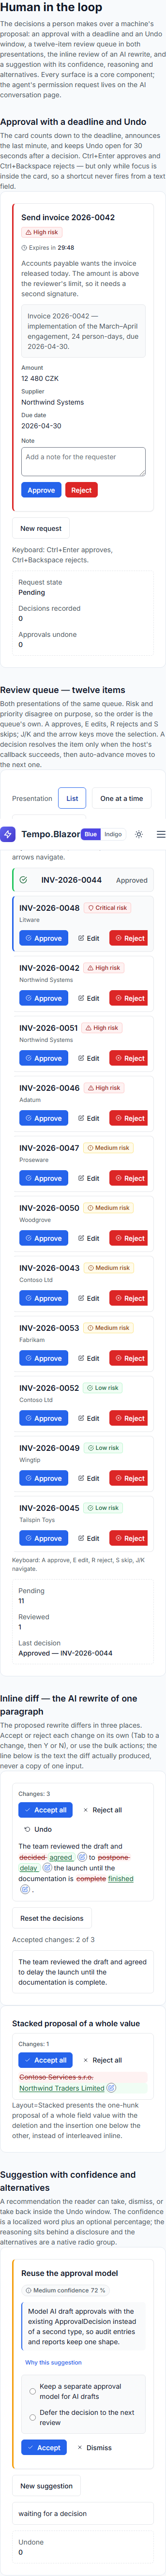 Human in the loop
The decisions a person makes over a machine's
proposal: an approval with a deadline and an Undo
window, a twelve-item review queue in both
presentations, the inline review of an AI rewrite, and
a suggestion with its confidence, reasoning and
alternatives. Every surface is a core component;
the agent's permission request lives on the AI
conversation page.
Approval with a deadline and Undo
The card counts down to the deadline, announces
the last minute, and keeps Undo open for 30
seconds after a decision. Ctrl+Enter approves and
Ctrl+Backspace rejects — but only while focus is
inside the card, so a shortcut never fires from a text
field.
Send invoice 2026-0042
High risk
Expires in 29:48
Accounts payable wants the invoice
released today. The amount is above
the reviewer's limit, so it needs a
second signature.
Invoice 2026-0042 —
implementation of the March–April
engagement, 24 person-days, due
2026-04-30.
Amount
12 480 CZK
Supplier
Northwind Systems
Due date
2026-04-30
Note
Add a note for the requester
Approve Reject
New request
Keyboard: Ctrl+Enter approves,
Ctrl+Backspace rejects.
Request state
Pending
Decisions recorded
0
Approvals undone
0
Review queue — twelve items
Both presentations of the same queue. Risk and
priority disagree on purpose, so the order is the
queue's own. A approves, E edits, R rejects and S
skips; J/K and the arrow keys move the selection. A
decision resolves the item only when the host's
callback succeeds, then auto-advance moves to
the next one.
Presentation List One at a time
Tempo.Blazor Blue Indigo
arrows navigate.
INV-2026-0044 Approved
INV-2026-0048 Critical risk
Litware
Approve Edit Reject
INV-2026-0042 High risk
Northwind Systems
Approve Edit Reject
INV-2026-0051 High risk
Northwind Systems
Approve Edit Reject
INV-2026-0046 High risk
Adatum
Approve Edit Reject
INV-2026-0047 Medium risk
Proseware
Approve Edit Reject
INV-2026-0050 Medium risk
Woodgrove
Approve Edit Reject
INV-2026-0043 Medium risk
Contoso Ltd
Approve Edit Reject
INV-2026-0053 Medium risk
Fabrikam
Approve Edit Reject
INV-2026-0052 Low risk
Contoso Ltd
Approve Edit Reject
INV-2026-0049 Low risk
Wingtip
Approve Edit Reject
INV-2026-0045 Low risk
Tailspin Toys
Approve Edit Reject
Keyboard: A approve, E edit, R reject, S skip, J/K
navigate.
Pending
11
Reviewed
1
Last decision
Approved — INV-2026-0044
Inline diff — the AI rewrite of one
paragraph
The proposed rewrite differs in three places.
Accept or reject each change on its own (Tab to a
change, then Y or N), or use the bulk actions; the
line below is the text the diff actually produced,
never a copy of one input.
Changes: 3
Accept all Reject all
Undo
The team reviewed the draft and
decided agreed to postpone
delay the launch until the
documentation is complete finished
.
Reset the decisions
Accepted changes: 2 of 3
The team reviewed the draft and agreed
to delay the launch until the
documentation is complete.
Stacked proposal of a whole value
Changes: 1
Accept all Reject all
Contoso Services s.r.o.
Northwind Traders Limited
Layout=Stacked presents the one-hunk
proposal of a whole field value with the
deletion and the insertion one below the
other, instead of interleaved inline.
Suggestion with confidence and
alternatives
A recommendation the reader can take, dismiss, or
take back inside the Undo window. The confidence
is a localized word plus an optional percentage; the
reasoning sits behind a disclosure and the
alternatives are a native radio group.
Reuse the approval model
Medium confidence 72 %
Model AI draft approvals with the
existing ApprovalDecision instead
of a second type, so audit entries
and reports keep one shape.
Why this suggestion
Keep a separate approval
model for AI drafts
Defer the decision to the next
review
Accept Dismiss
New suggestion
waiting for a decision
Undone
0